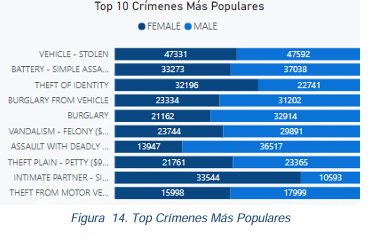 Top 10 Crímenes Más Populares
FEMALE MALE
VEHICLE - STOLEN 47331 47592
BATTERY - SIMPLE ASSA... 33273 37038
THEFT OF IDENTITY 32196 22741
BURGLARY FROM VEHICLE 23334 31202
BURGLARY 21162 32914
VANDALISM - FELONY ($... 23744 29891
ASSAULT WITH DEADLY ... 13947 36517
THEFT PLAIN - PETTY ($9... 21761 23365
INTIMATE PARTNER - SI... 33544 10593
THEFT FROM MOTOR VE... 15998 17999
Figura 14. Top Crímenes Más Populares